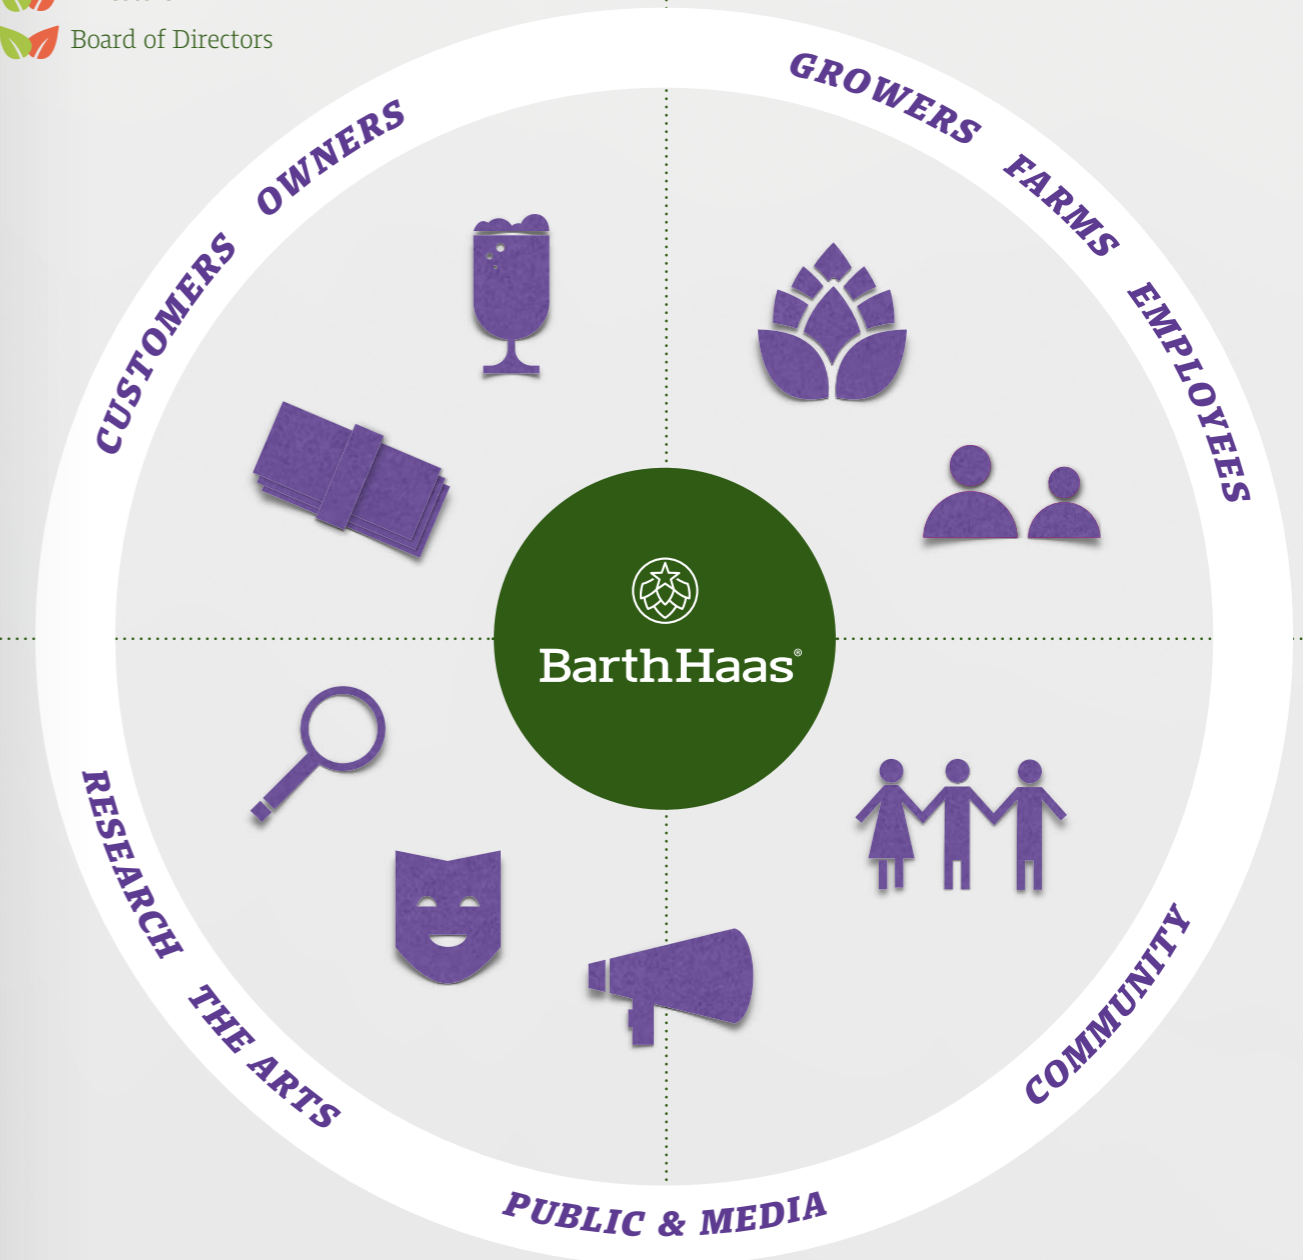 Board of Directors
OWNERS
CUSTOMERS
GROWERS
FARMS
EMPLOYEES
BarthHaas®
RESEARCH
THE ARTS
PUBLIC & MEDIA
COMMUNITY